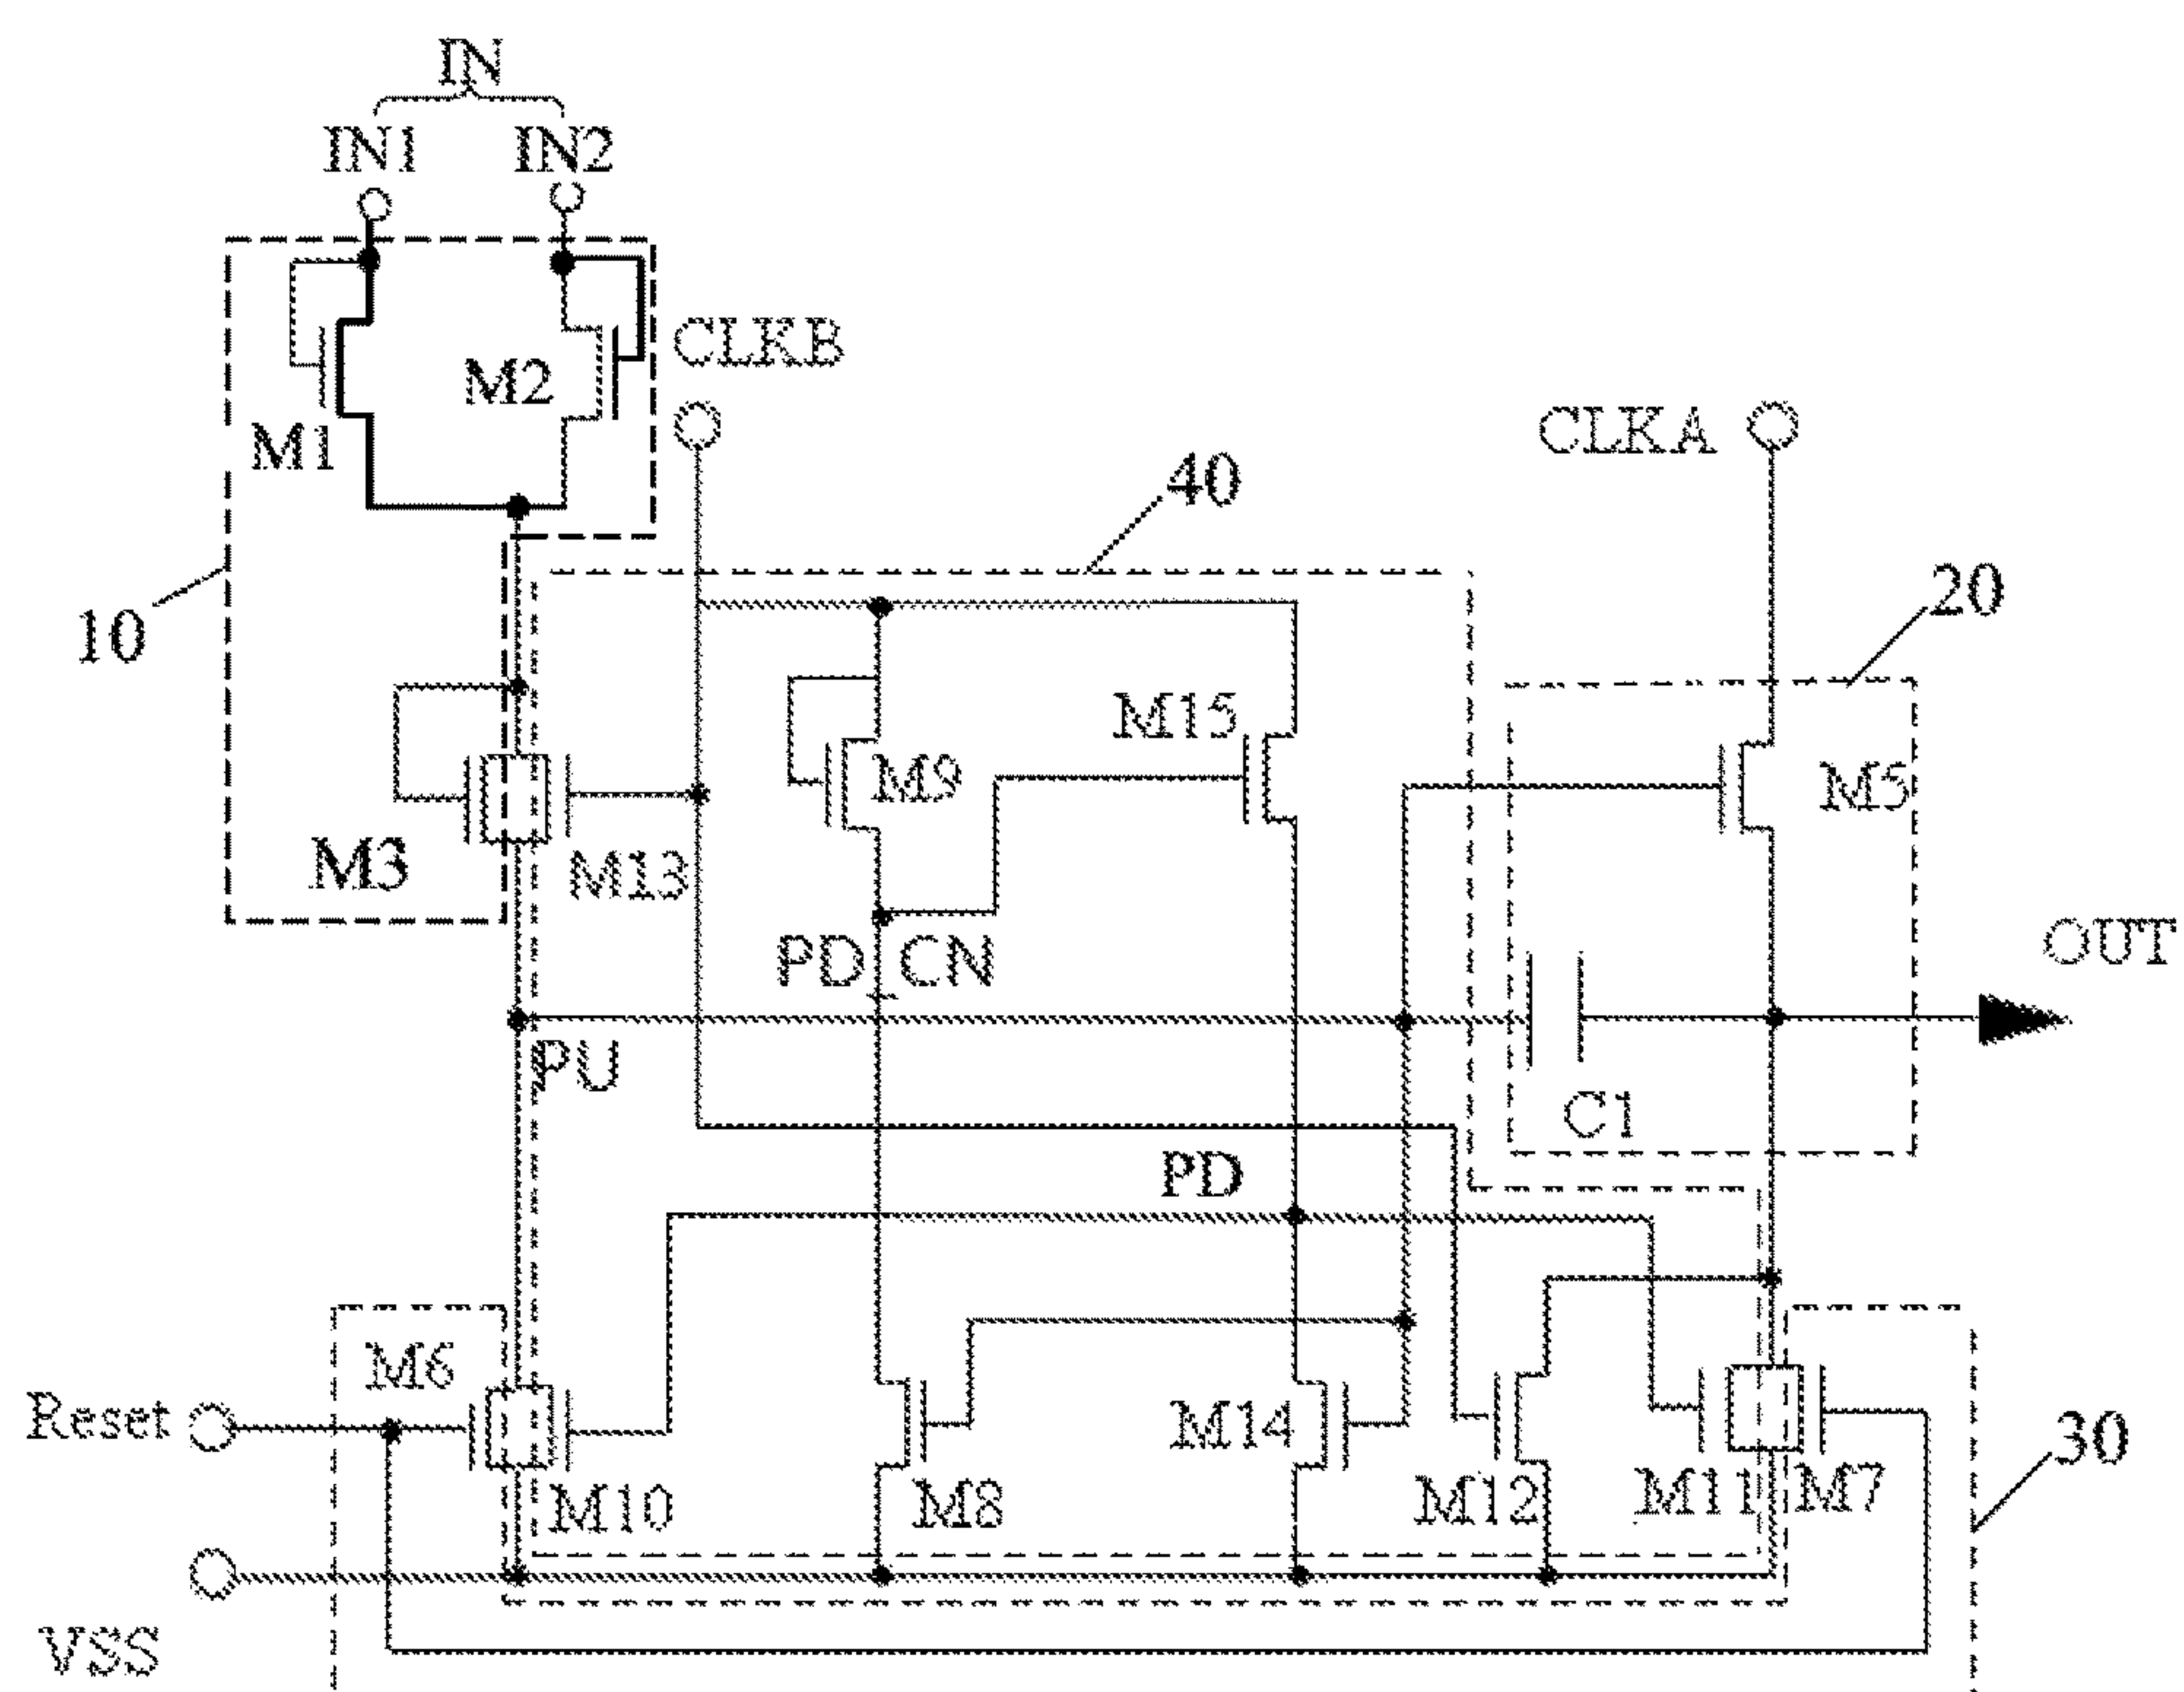 IN
IN1 IN2
CLKB
M2
M1
CLKA
40
20
10
M15
M9
M5
M3
M13
PD_CN
OUT
PU
C1
PD
M6
Reset
M14
30
M10
M8
M12
M11
M7
VSS